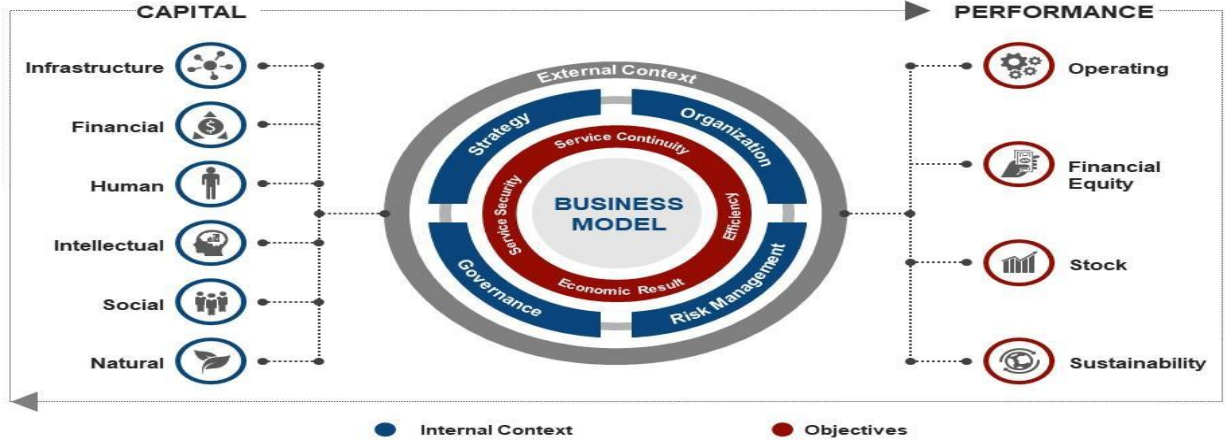 CAPITAL
PERFORMANCE
Infrastructure
Financial
Human
Intellectual
Social
Natural
External Context
Strategy
Organization
Governance
Risk Management
Service Continuity
Service Security
Efficiency
Economic Result
BUSINESS
MODEL
Operating
Financial
Equity
Stock
Sustainability
Internal Context
Objectives